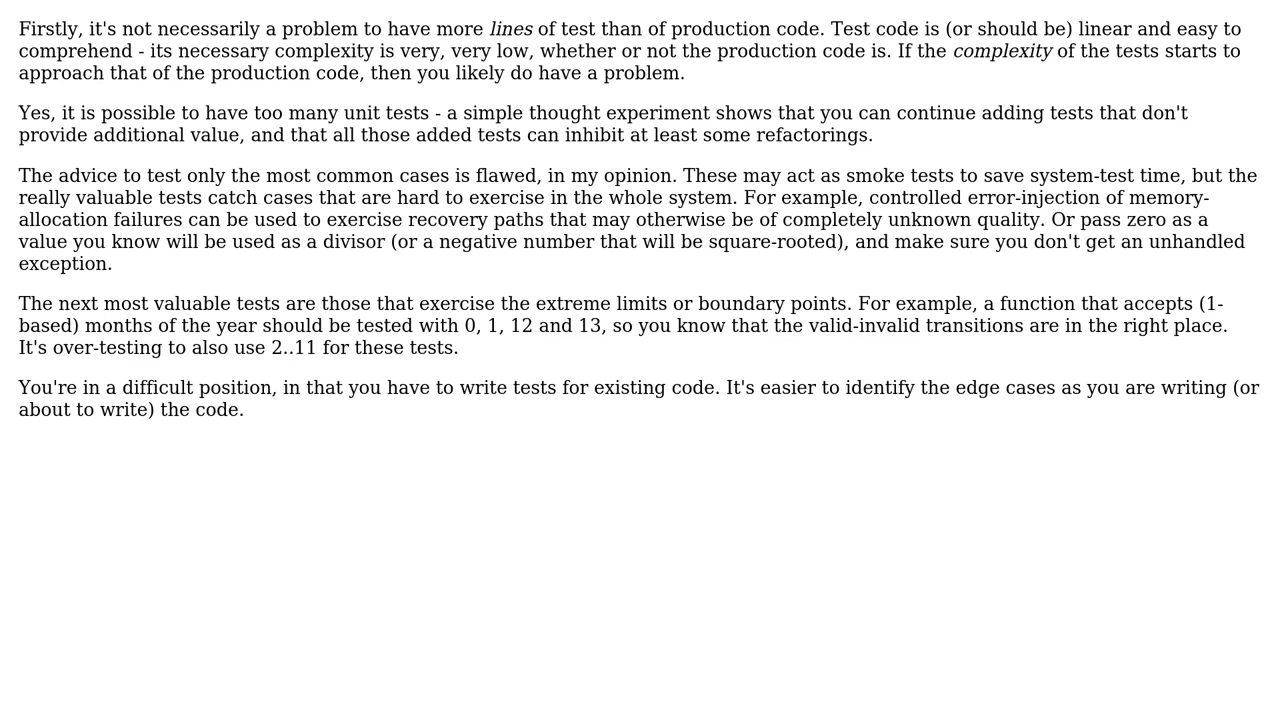 Firstly, it's not necessarily a problem to have more lines of test than of production code. Test code is (or should be) linear and easy to
comprehend - its necessary complexity is very, very low, whether or not the production code is. If the complexity of the tests starts to
approach that of the production code, then you likely do have a problem.
Yes, it is possible to have too many unit tests - a simple thought experiment shows that you can continue adding tests that don't
provide additional value, and that all those added tests can inhibit at least some refactorings.
The advice to test only the most common cases is flawed, in my opinion. These may act as smoke tests to save system-test time, but the
really valuable tests catch cases that are hard to exercise in the whole system. For example, controlled error-injection of memory-
allocation failures can be used to exercise recovery paths that may otherwise be of completely unknown quality. Or pass zero as a
value you know will be used as a divisor (or a negative number that will be square-rooted), and make sure you don't get an unhandled
exception.
The next most valuable tests are those that exercise the extreme limits or boundary points. For example, a function that accepts (1-
based) months of the year should be tested with 0, 1, 12 and 13, so you know that the valid-invalid transitions are in the right place.
It's over-testing to also use 2..11 for these tests.
You're in a difficult position, in that you have to write tests for existing code. It's easier to identify the edge cases as you are writing (or
about to write) the code.